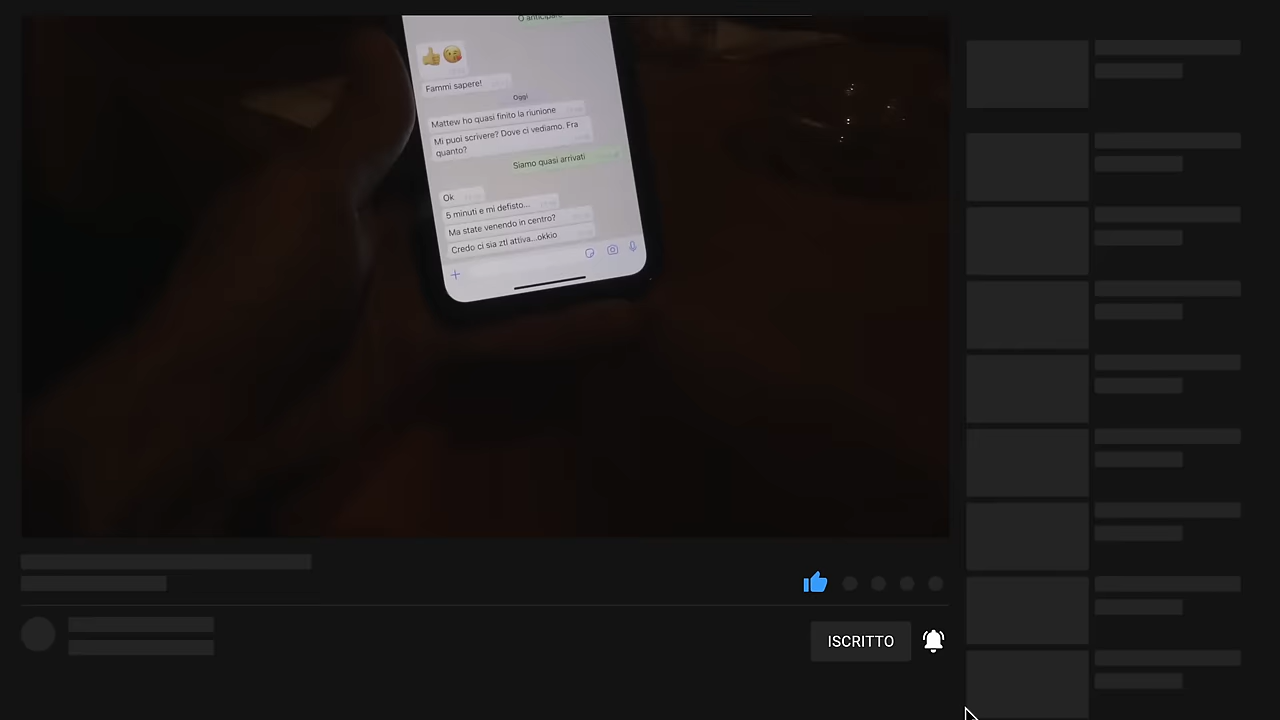 O anticipare
Fammi sapere!
Oggi
Mattew ho quasi finito la riunione
Mi puoi scrivere? Dove ci vediamo. Fra
quanto?
Siamo quasi arrivati
Ok
5 minuti e mi defisto...
Ma state venendo in centro?
Credo ci sia ztl attiva...okkio
ISCRITTO